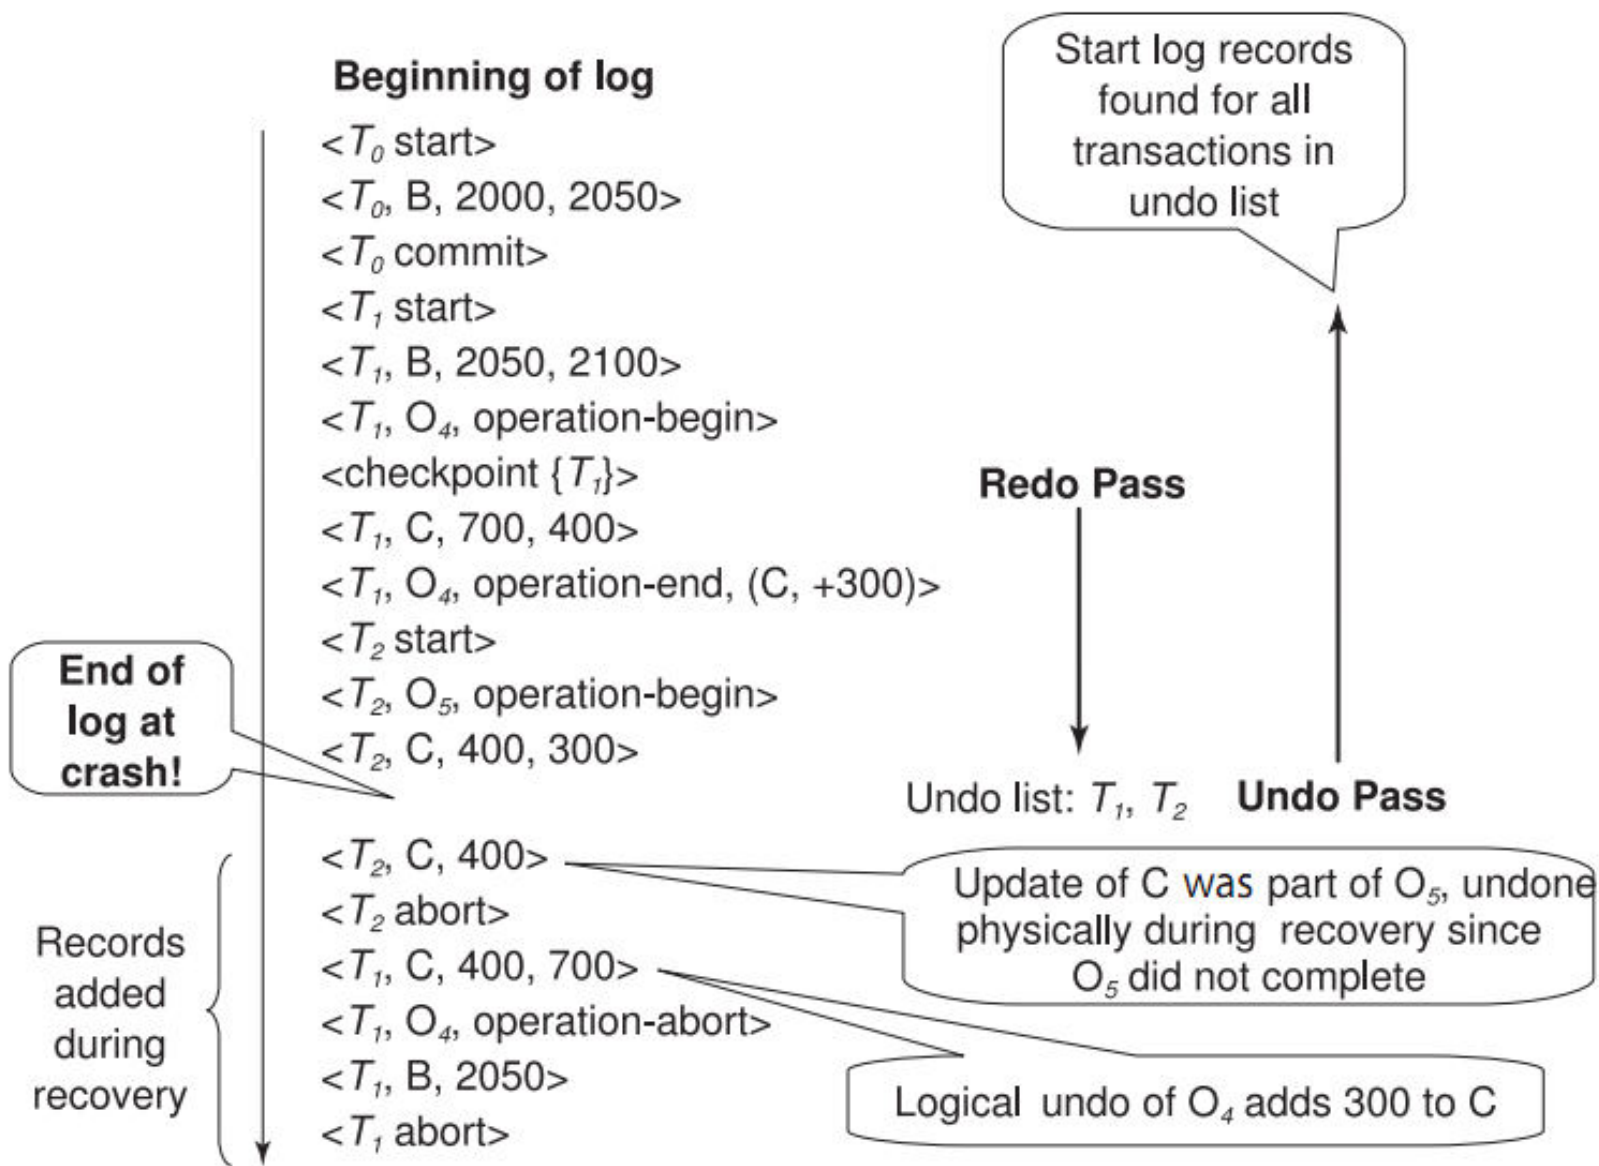 Beginning of log
<T₀ start>
<T₀, B, 2000, 2050>
<T₀ commit>
<T₁ start>
<T₁, B, 2050, 2100>
<T₁, O₄, operation-begin>
<checkpoint {T₁}>
<T₁, C, 700, 400>
<T₁, O₄, operation-end, (C, +300)>
<T₂ start>
<T₂, O₅, operation-begin>
<T₂, C, 400, 300>
End of
log at
crash!
Start log records
found for all
transactions in
undo list
Redo Pass
Undo list: T₁, T₂
Undo Pass
Records
added
during
recovery
<T₂, C, 400>
<T₂ abort>
<T₁, C, 400, 700>
<T₁, O₄, operation-abort>
<T₁, B, 2050>
<T₁ abort>
Update of C was part of O₅, undone
physically during recovery since
O₅ did not complete
Logical undo of O₄ adds 300 to C